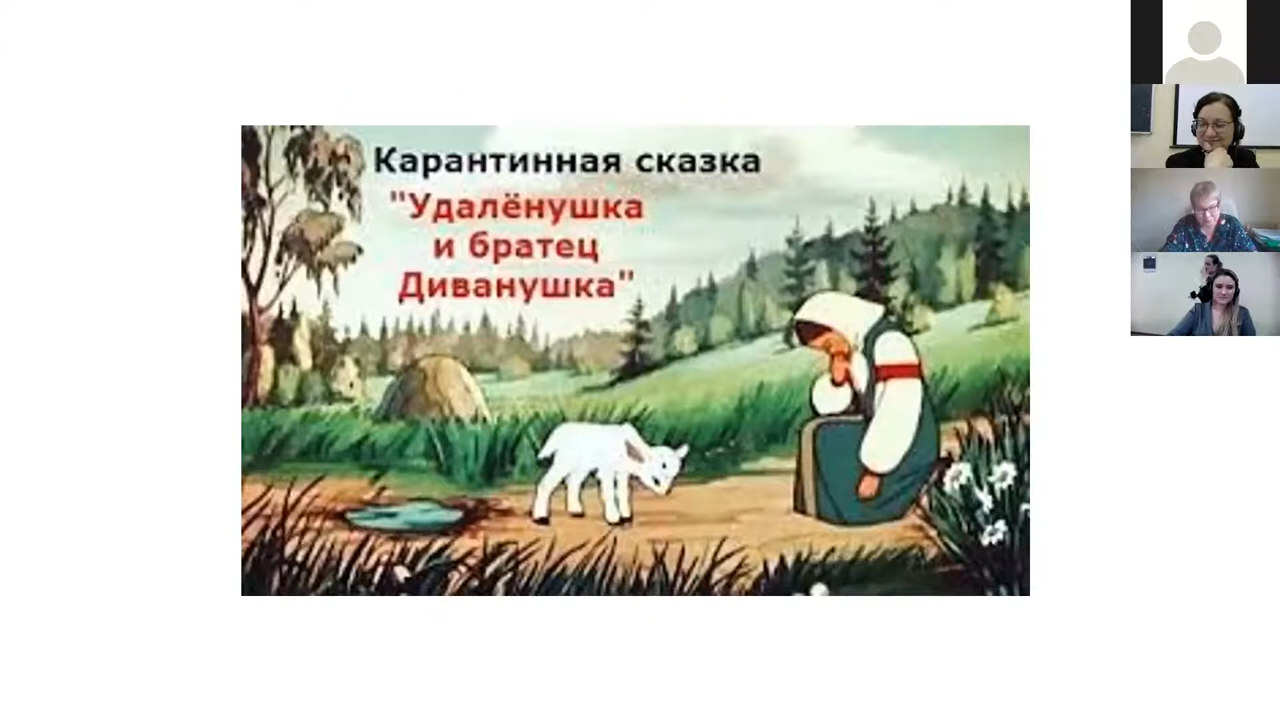 Карантинная сказка
"Удалёнушка
и братец
Диванушка"